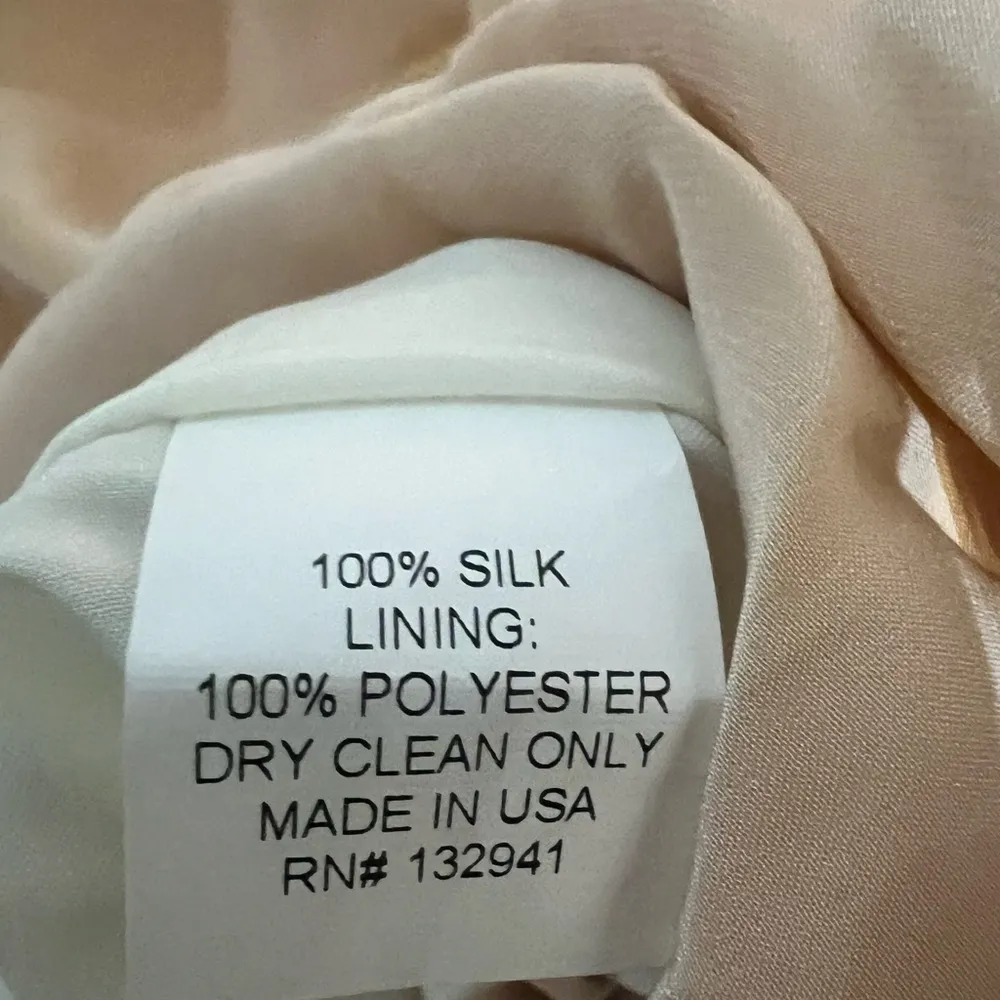 100% SILK
LINING:
100% POLYESTER
DRY CLEAN ONLY
MADE IN USA
RN# 132941